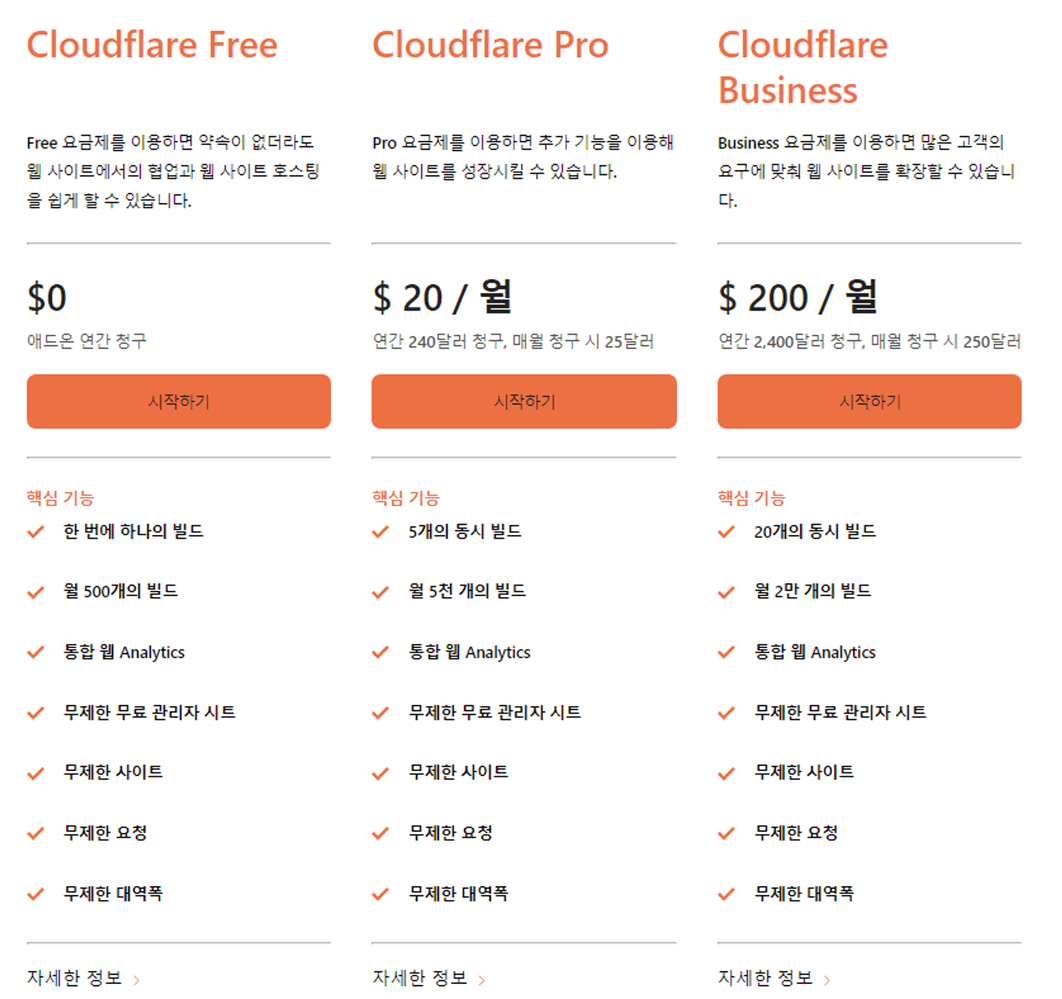 Cloudflare Free
Free 요금제를 이용하면 약속이 없더라도
웹 사이트에서의 협업과 웹 사이트 호스팅
을 쉽게 할 수 있습니다.
$0
애드온 연간 청구
시작하기
핵심 기능
한 번에 하나의 빌드
월 500개의 빌드
통합 웹 Analytics
무제한 무료 관리자 시트
무제한 사이트
무제한 요청
무제한 대역폭
자세한 정보 >
Cloudflare Pro
Pro 요금제를 이용하면 추가 기능을 이용해
웹 사이트를 성장시킬 수 있습니다.
$ 20 / 월
연간 240달러 청구, 매월 청구 시 25달러
시작하기
핵심 기능
5개의 동시 빌드
월 5천 개의 빌드
통합 웹 Analytics
무제한 무료 관리자 시트
무제한 사이트
무제한 요청
무제한 대역폭
자세한 정보 >
Cloudflare
Business
Business 요금제를 이용하면 많은 고객의
요구에 맞춰 웹 사이트를 확장할 수 있습니
다.
$ 200 / 월
연간 2,400달러 청구, 매월 청구 시 250달러
시작하기
핵심 기능
20개의 동시 빌드
월 2만 개의 빌드
통합 웹 Analytics
무제한 무료 관리자 시트
무제한 사이트
무제한 요청
무제한 대역폭
자세한 정보 >